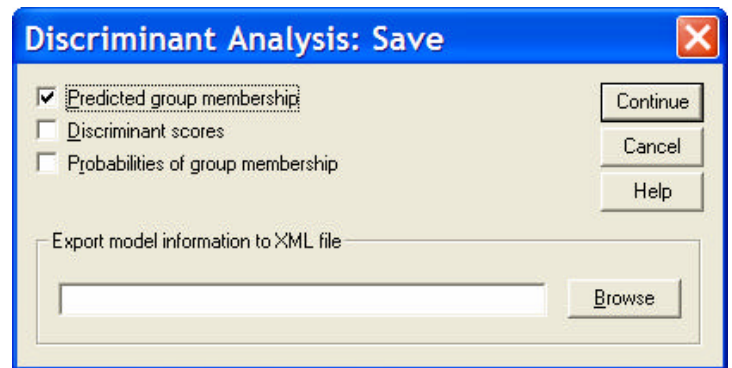 Discriminant Analysis: Save
Predicted group membership
Discriminant scores
Probabilities of group membership
Continue
Cancel
Help
Export model information to XML file
Browse